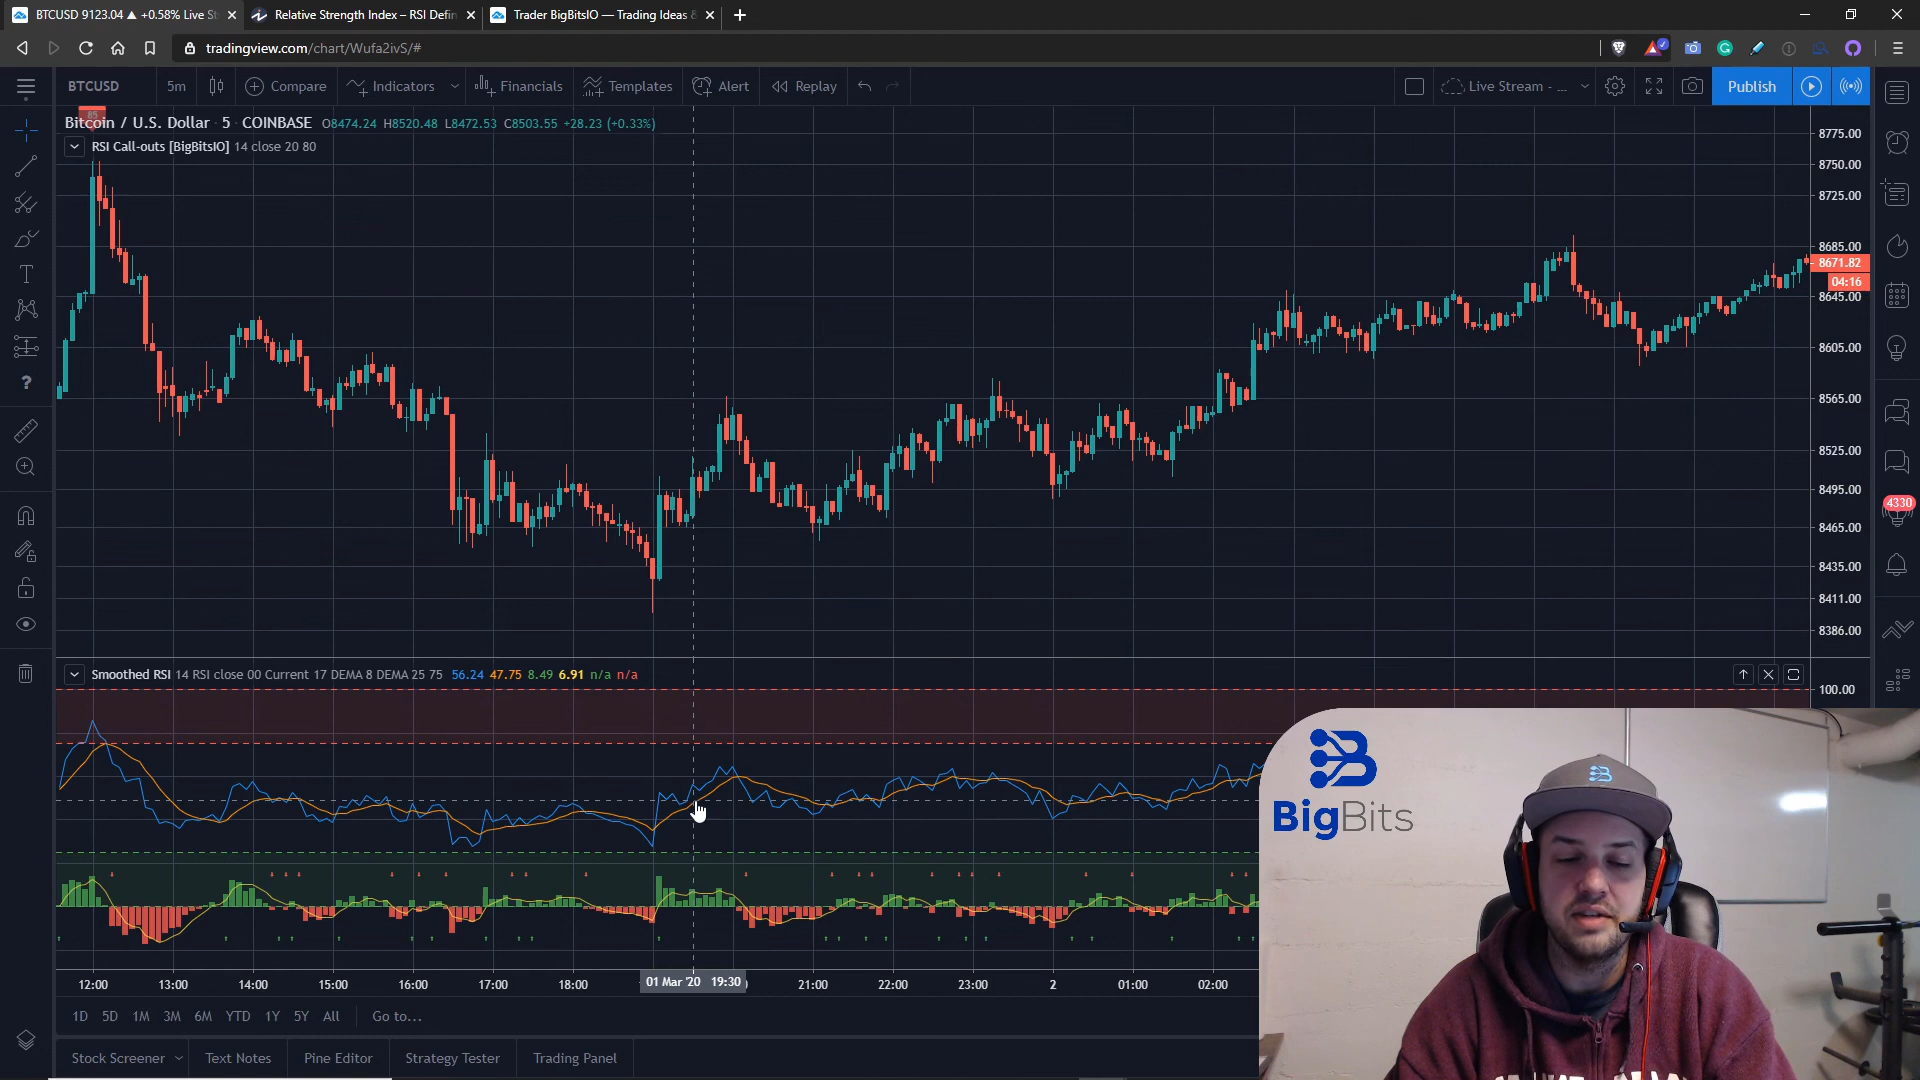 BTCUSD 9123.04 ▲ +0.58% Live St
Relative Strength Index – RSI Defin
Trader BigBitsIO — Trading Ideas &
tradingview.com/chart/Wufa2ivS/#
BTCUSD 5m Compare Indicators Financials Templates Alert Replay Live Stream - ... Publish
85
Bitcoin / U.S. Dollar · 5 · COINBASE O8474.24 H8520.48 L8472.53 C8503.55 +28.23 (+0.33%)
RSI Call-outs [BigBitsIO] 14 close 20 80
8775.00
8750.00
8725.00
8685.00
8671.82
04:16
8645.00
8605.00
8565.00
8525.00
8495.00
8465.00
8435.00
8411.00
8386.00
4330
Smoothed RSI 14 RSI close 00 Current 17 DEMA 8 DEMA 25 75 56.24 47.75 8.49 6.91 n/a n/a
100.00
BigBits
12:00 13:00 14:00 15:00 16:00 17:00 18:00 01 Mar '20 19:30 21:00 22:00 23:00 2 01:00 02:00
1D 5D 1M 3M 6M YTD 1Y 5Y All Go to...
Stock Screener Text Notes Pine Editor Strategy Tester Trading Panel